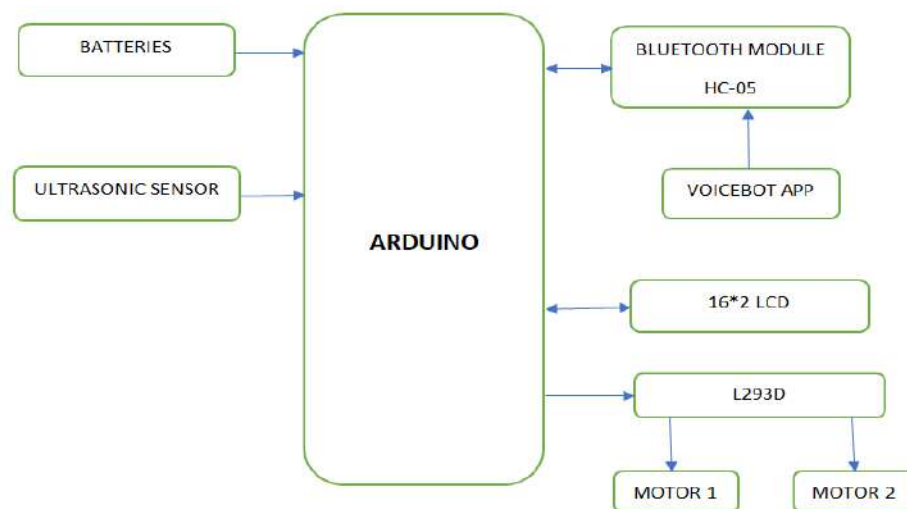 BATTERIES
ULTRASONIC SENSOR
ARDUINO
BLUETOOTH MODULE
HC-05
VOICEBOT APP
16*2 LCD
L293D
MOTOR 1
MOTOR 2